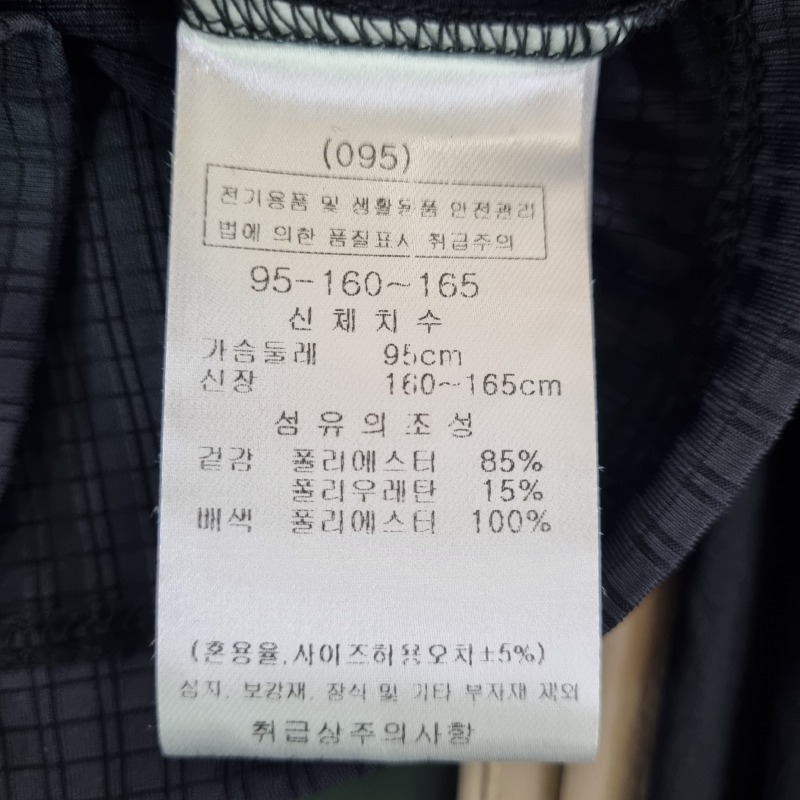 (095)
전기용품 및 생활용품 안전관리
법에 의한 품질표시 취급주의
95-160~165
신 체 치 수
가슴둘레 95cm
신장 160~165cm
섬 유 의 조 성
겉감 폴리에스터 85%
폴리우레탄 15%
배색 폴리에스터 100%
(혼용율,사이즈허용오차±5%)
심지, 보강재, 장식 및 기타 부자재 제외
취급상주의사항